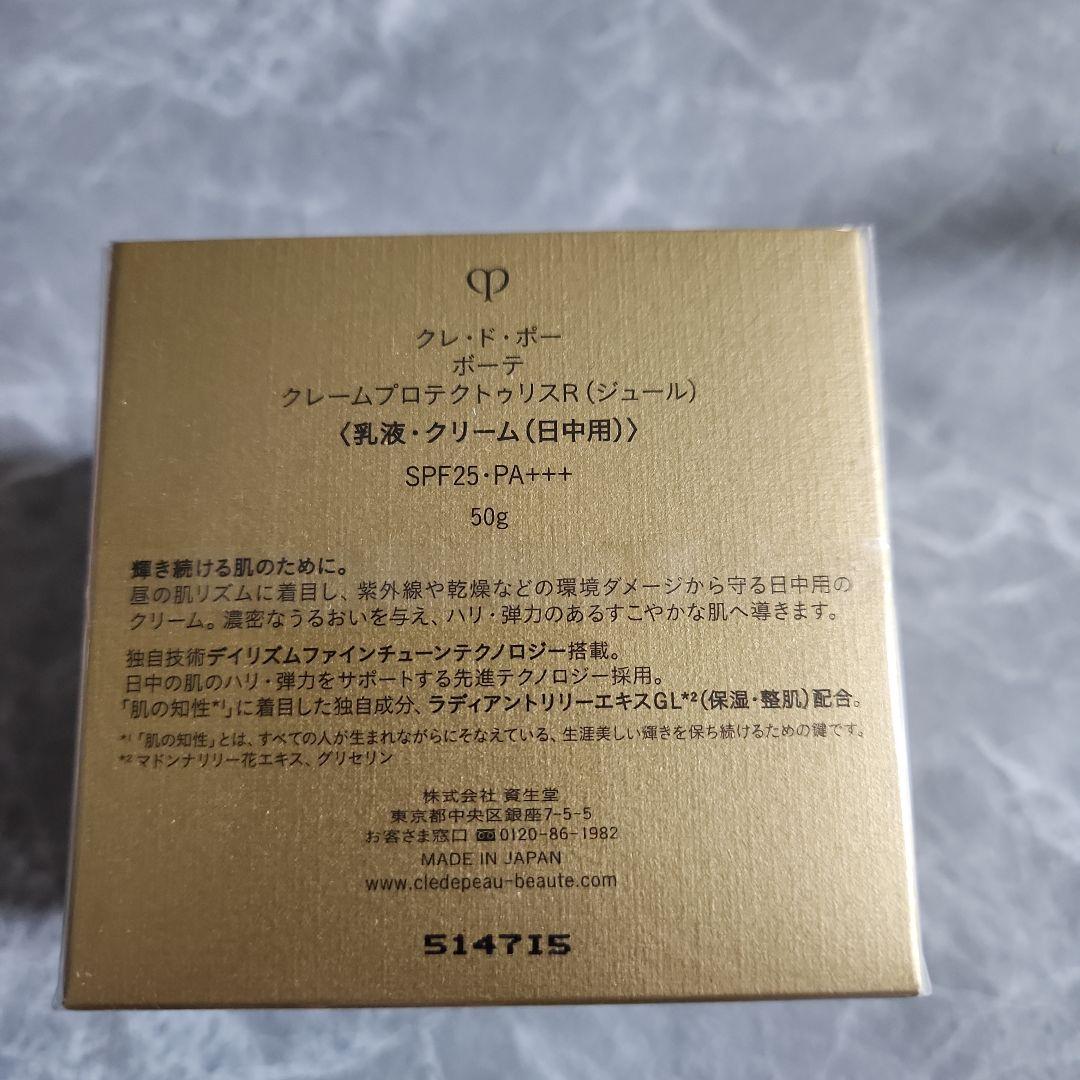 クレ・ド・ポー
ボーテ
クレームプロテクトゥリスR（ジュール）
〈乳液・クリーム（日中用）〉
SPF25・PA+++
50g
輝き続ける肌のために。
昼の肌リズムに着目し、紫外線や乾燥などの環境ダメージから守る日中用の
クリーム。濃密なうるおいを与え、ハリ・弾力のあるすこやかな肌へ導きます。
独自技術デイリズムファインチューンテクノロジー搭載。
日中の肌のハリ・弾力をサポートする先進テクノロジー採用。
「肌の知性*1」に着目した独自成分、ラディアントリリーエキスGL*2（保湿・整肌）配合。
*1「肌の知性」とは、すべての人が生まれながらにそなえている、生涯美しい輝きを保ち続けるための鍵です。
*2 マドンナリリー花エキス、グリセリン
株式会社 資生堂
東京都中央区銀座7-5-5
お客さま窓口 0120-86-1982
MADE IN JAPAN
www.cledepeau-beaute.com
51471S